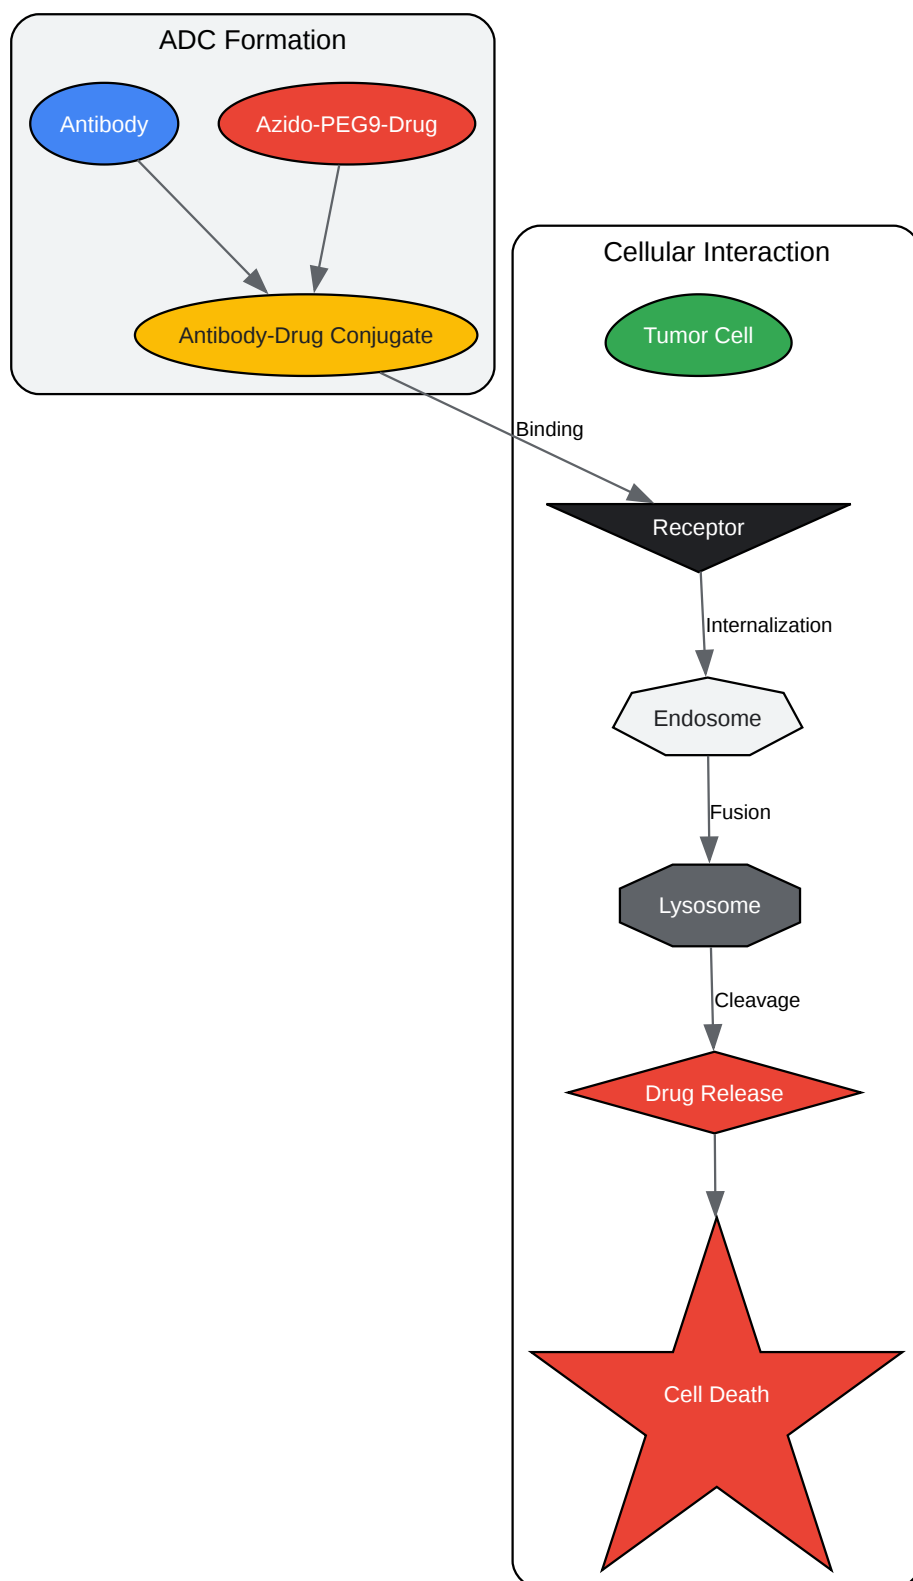 ADC Formation
Antibody
Azido-PEG9-Drug
Antibody-Drug Conjugate
Cellular Interaction
Tumor Cell
Binding
Receptor
Internalization
Endosome
Fusion
Lysosome
Cleavage
Drug Release
Cell Death